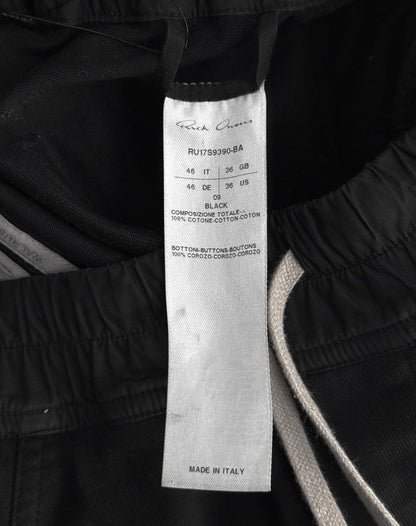 Rick Owens
RU17S9390-BA
46 IT 36 GB
46 DE 36 US
09
BLACK
COMPOSIZIONE TOTALE-.-
100% COTONE-COTTON-COTON
BOTTONI-BUTTONS-BOUTONS
100% COROZO-COROZO-COROZO
MADE IN ITALY